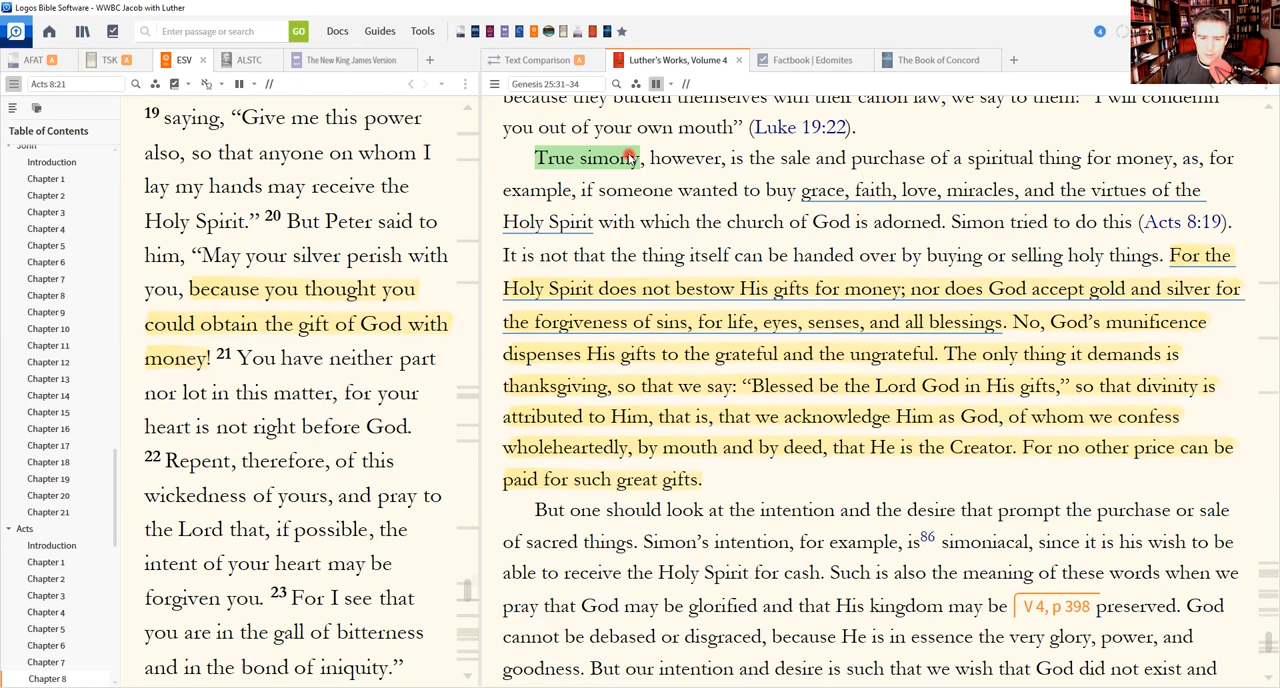 Logos Bible Software - WWBC Jacob with Luther
Enter passage or search
GO
Docs
Guides
Tools
4
AFAT A
TSK A
ESV
ALSTC
The New King James Version
Text Comparison A
Luther's Works, Volume 4
Factbook | Edomites
The Book of Concord
Acts 8:21
Genesis 25:31–34
Table of Contents
John
Introduction
Chapter 1
Chapter 2
Chapter 3
Chapter 4
Chapter 5
Chapter 6
Chapter 7
Chapter 8
Chapter 9
Chapter 10
Chapter 11
Chapter 12
Chapter 13
Chapter 14
Chapter 15
Chapter 16
Chapter 17
Chapter 18
Chapter 19
Chapter 20
Chapter 21
Acts
Introduction
Chapter 1
Chapter 2
Chapter 3
Chapter 4
Chapter 5
Chapter 6
Chapter 7
Chapter 8
19 saying, “Give me this power
also, so that anyone on whom I
lay my hands may receive the
Holy Spirit.” 20 But Peter said to
him, “May your silver perish with
you, because you thought you
could obtain the gift of God with
money! 21 You have neither part
nor lot in this matter, for your
heart is not right before God.
22 Repent, therefore, of this
wickedness of yours, and pray to
the Lord that, if possible, the
intent of your heart may be
forgiven you. 23 For I see that
you are in the gall of bitterness
and in the bond of iniquity.”
because they burden themselves with their canon law, we say to them: “I will condemn
you out of your own mouth” (Luke 19:22).
True simony, however, is the sale and purchase of a spiritual thing for money, as, for
example, if someone wanted to buy grace, faith, love, miracles, and the virtues of the
Holy Spirit with which the church of God is adorned. Simon tried to do this (Acts 8:19).
It is not that the thing itself can be handed over by buying or selling holy things. For the
Holy Spirit does not bestow His gifts for money; nor does God accept gold and silver for
the forgiveness of sins, for life, eyes, senses, and all blessings. No, God’s munificence
dispenses His gifts to the grateful and the ungrateful. The only thing it demands is
thanksgiving, so that we say: “Blessed be the Lord God in His gifts,” so that divinity is
attributed to Him, that is, that we acknowledge Him as God, of whom we confess
wholeheartedly, by mouth and by deed, that He is the Creator. For no other price can be
paid for such great gifts.
But one should look at the intention and the desire that prompt the purchase or sale
of sacred things. Simon’s intention, for example, is86 simoniacal, since it is his wish to be
able to receive the Holy Spirit for cash. Such is also the meaning of these words when we
pray that God may be glorified and that His kingdom may be V 4, p 398 preserved. God
cannot be debased or disgraced, because He is in essence the very glory, power, and
goodness. But our intention and desire is such that we wish that God did not exist and